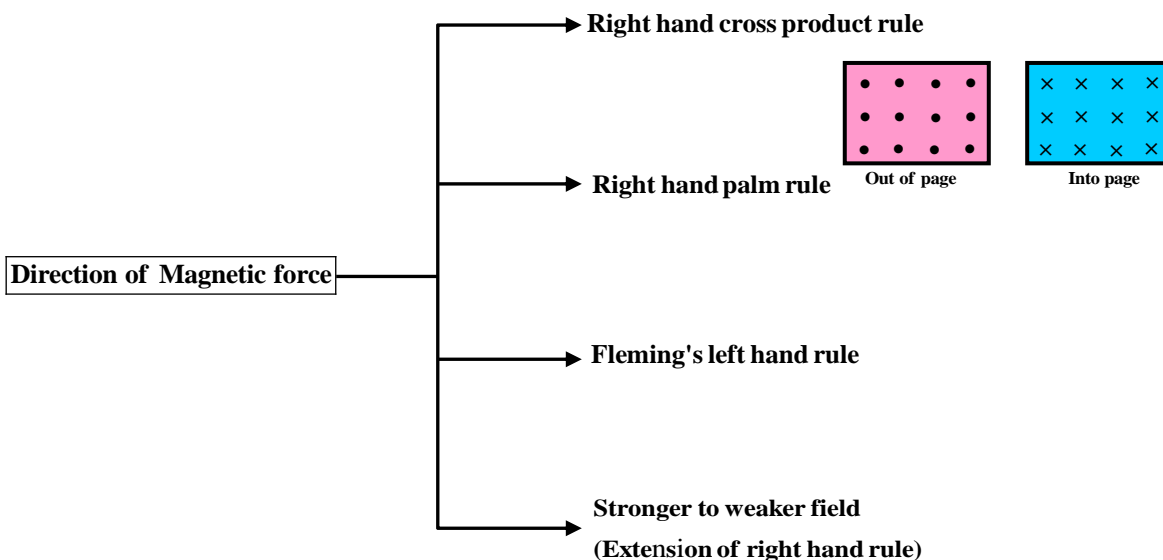 Right hand cross product rule
Out of page
Into page
Right hand palm rule
Direction of Magnetic force
Fleming's left hand rule
Stronger to weaker field
(Extension of right hand rule)